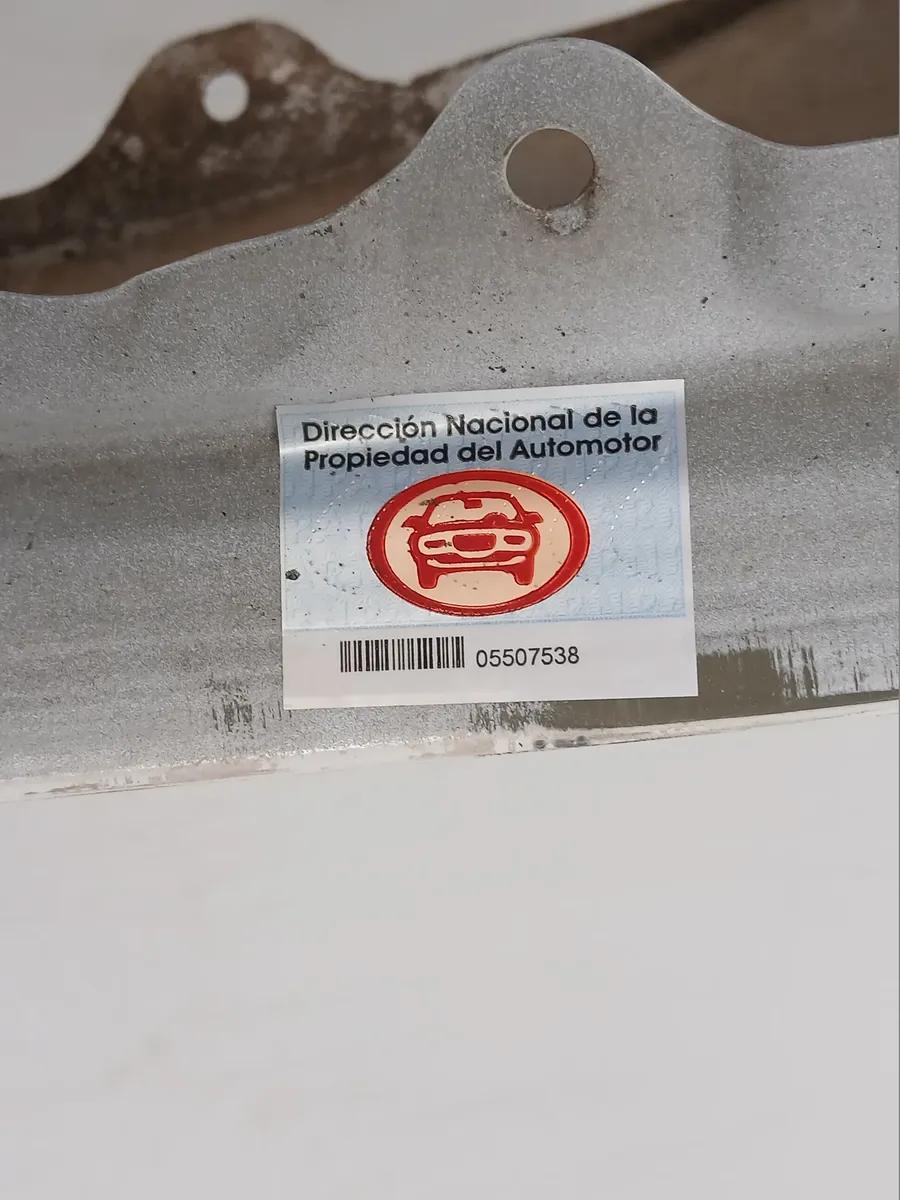 Dirección Nacional de la
Propiedad del Automotor
05507538